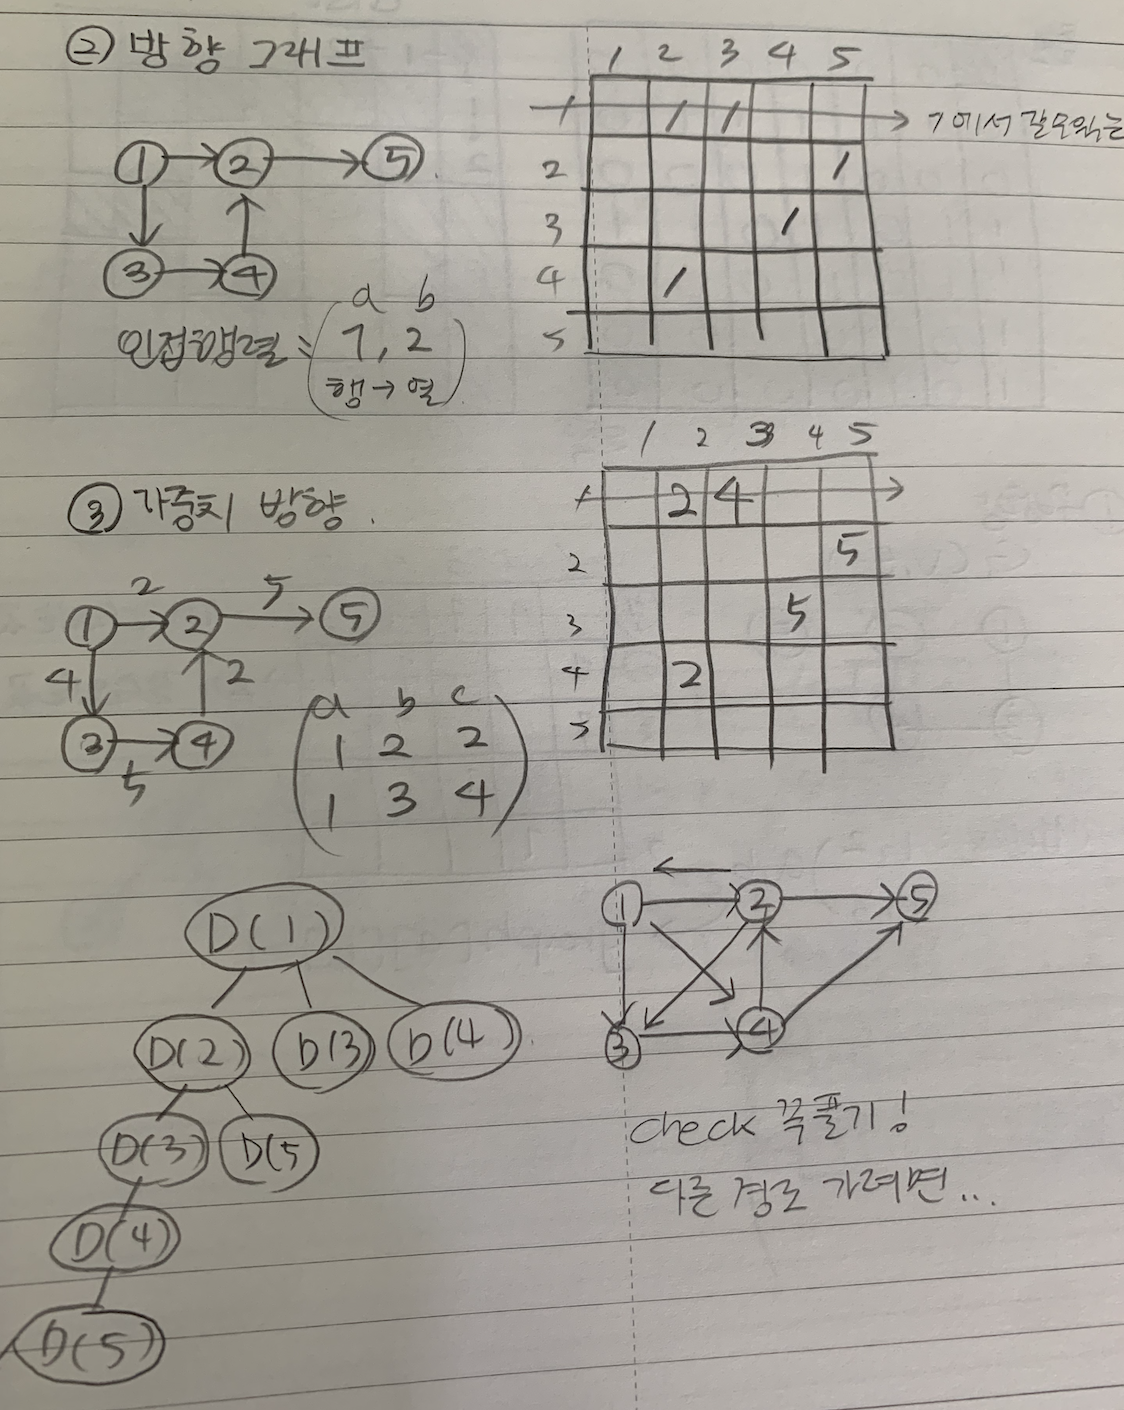 ② 방향 그래프
1 2 5
3 4
인접행렬 : a b
1, 2
행 → 열
1 2 3 4 5
1 1 1 → 1에서 갈 수 있는
2 1
3 1
4 1
5
③ 가중치 방향.
2 5
1 2 5
4 2
3 4
5
a b c
1 2 2
1 3 4
1 2 3 4 5
1 2 4
2 5
3 5
4 2
5
D(1)
D(2) D(3) D(4)
D(3) D(5)
D(4)
D(5)
1 2 5
3 4
check 꼭풀기!
다른 경로 가려면...